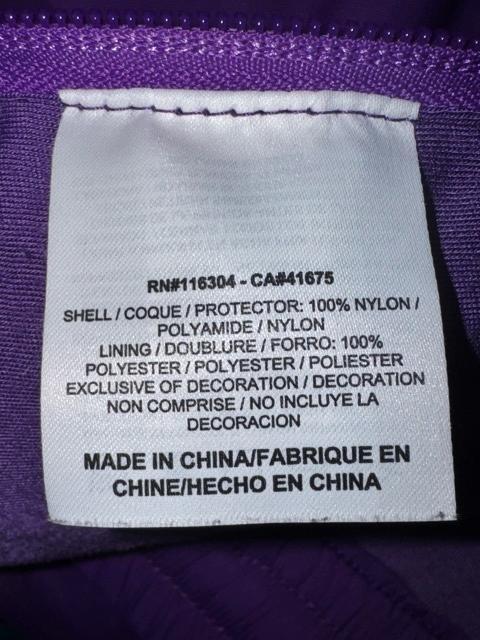 RN#116304 - CA#41675
SHELL / COQUE / PROTECTOR: 100% NYLON /
POLYAMIDE / NYLON
LINING / DOUBLURE / FORRO: 100%
POLYESTER / POLYESTER / POLIESTER
EXCLUSIVE OF DECORATION / DECORATION
NON COMPRISE / NO INCLUYE LA
DECORACION
MADE IN CHINA/FABRIQUE EN
CHINE/HECHO EN CHINA